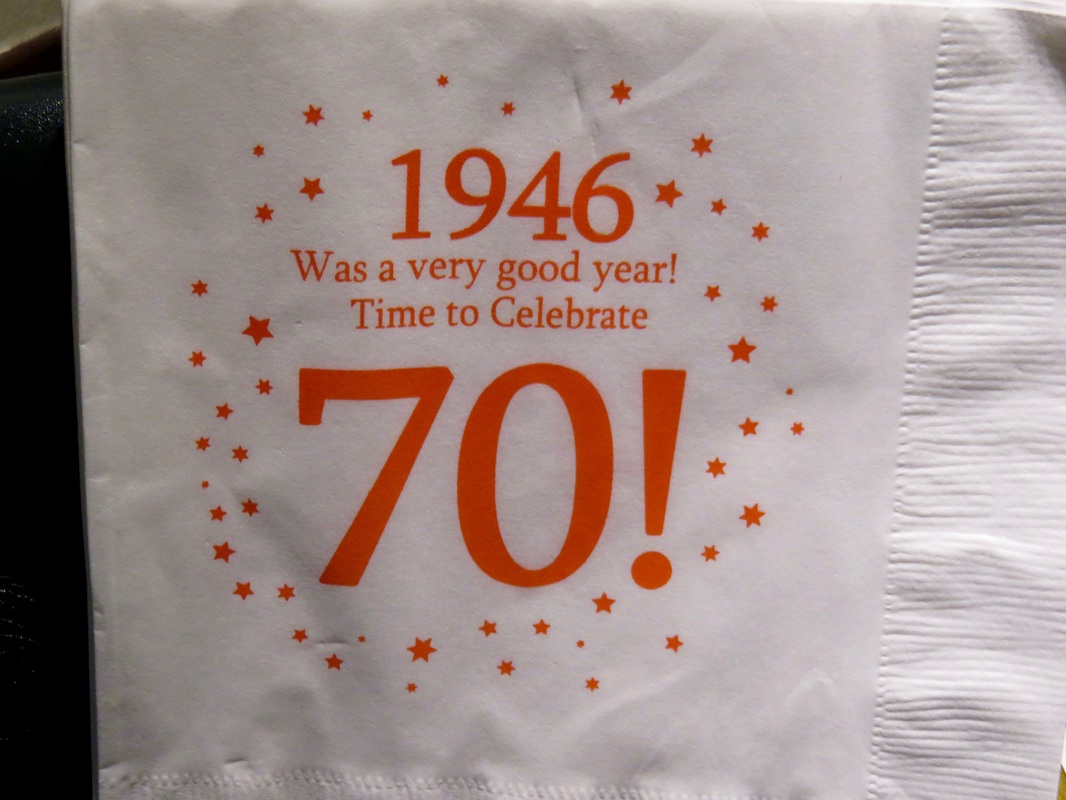 1946
Was a very good year!
Time to Celebrate
70!